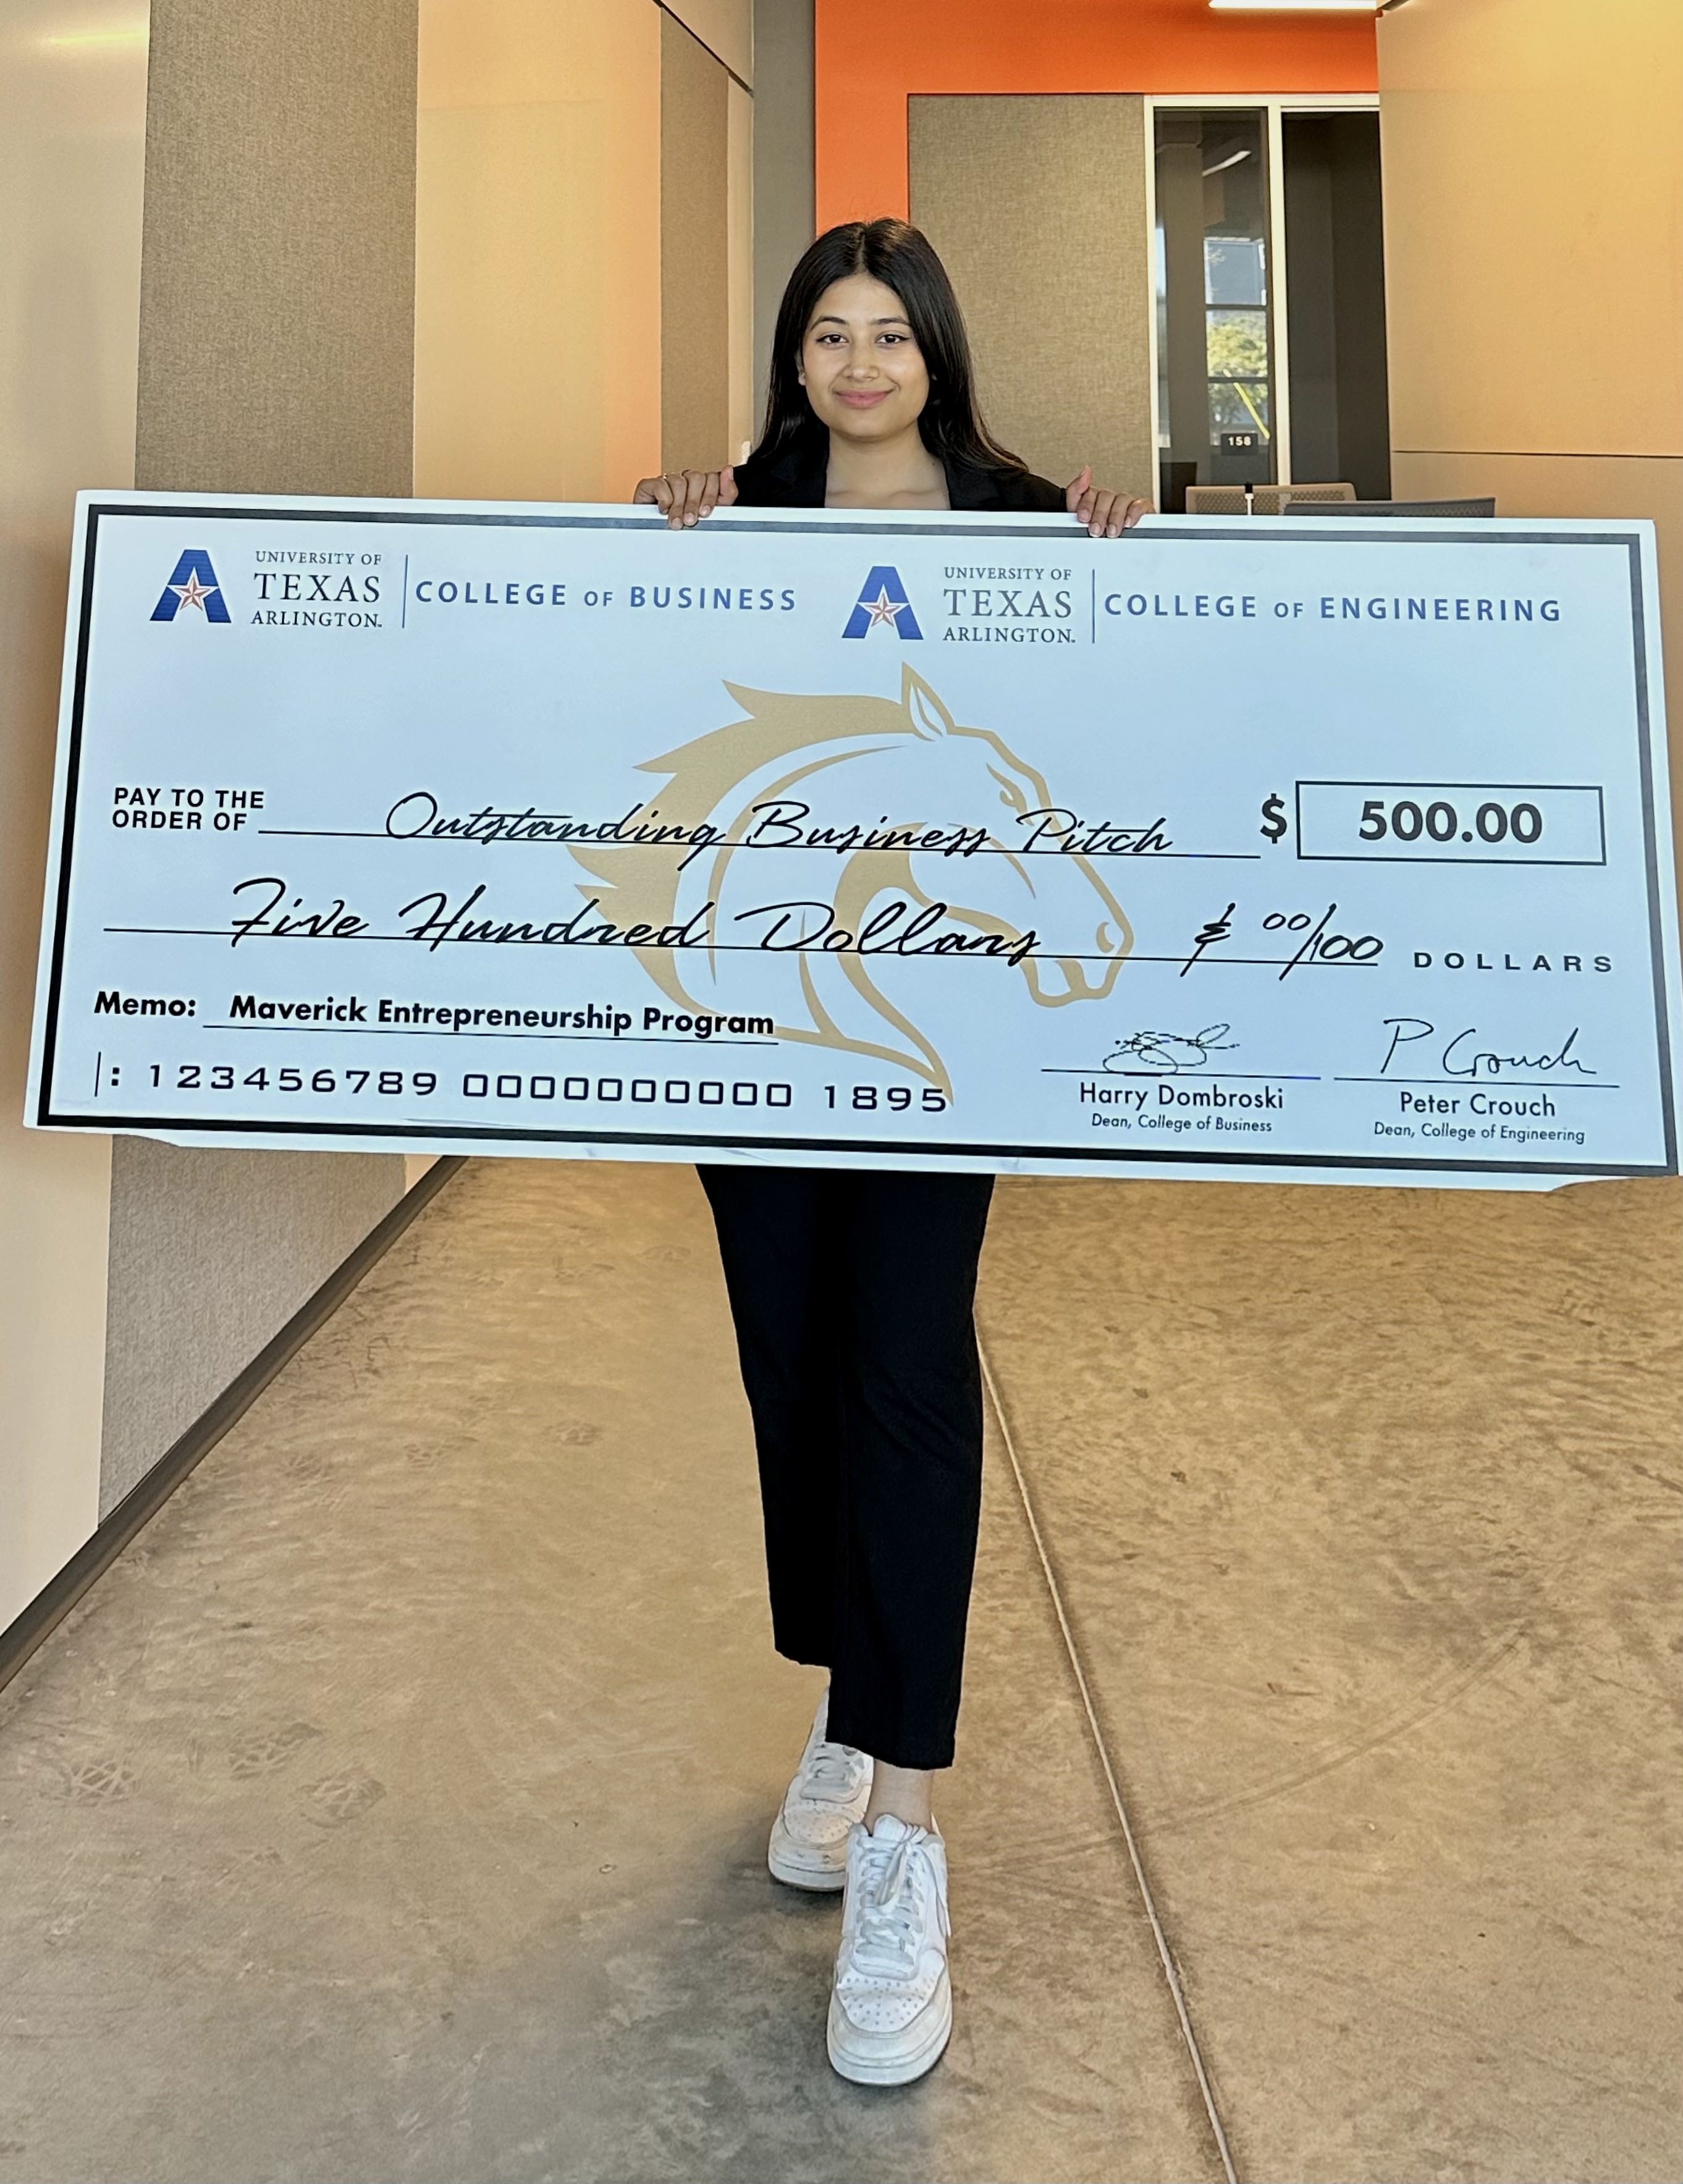 158
UNIVERSITY OF
TEXAS
ARLINGTON.
COLLEGE OF BUSINESS
UNIVERSITY OF
TEXAS
ARLINGTON.
COLLEGE OF ENGINEERING
PAY TO THE
ORDER OF
Outstanding Business Pitch
$ 500.00
Five Hundred Dollars & 00/100 DOLLARS
Memo: Maverick Entrepreneurship Program
|: 123456789 0000000000 1895
P Crouch
Harry Dombroski
Dean, College of Business
Peter Crouch
Dean, College of Engineering